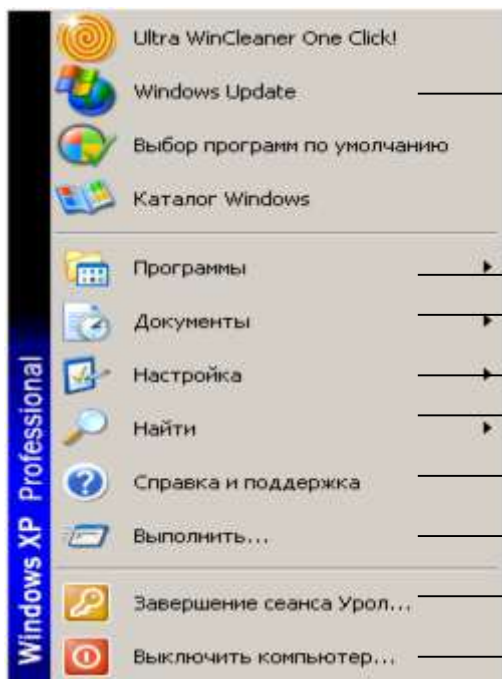 Ultra WinCleaner One Click!
Windows Update
Выбор программ по умолчанию
Каталог Windows
Программы
Документы
Настройка
Найти
Справка и поддержка
Выполнить...
Завершение сеанса Урол...
Выключить компьютер...
Windows XP Professional